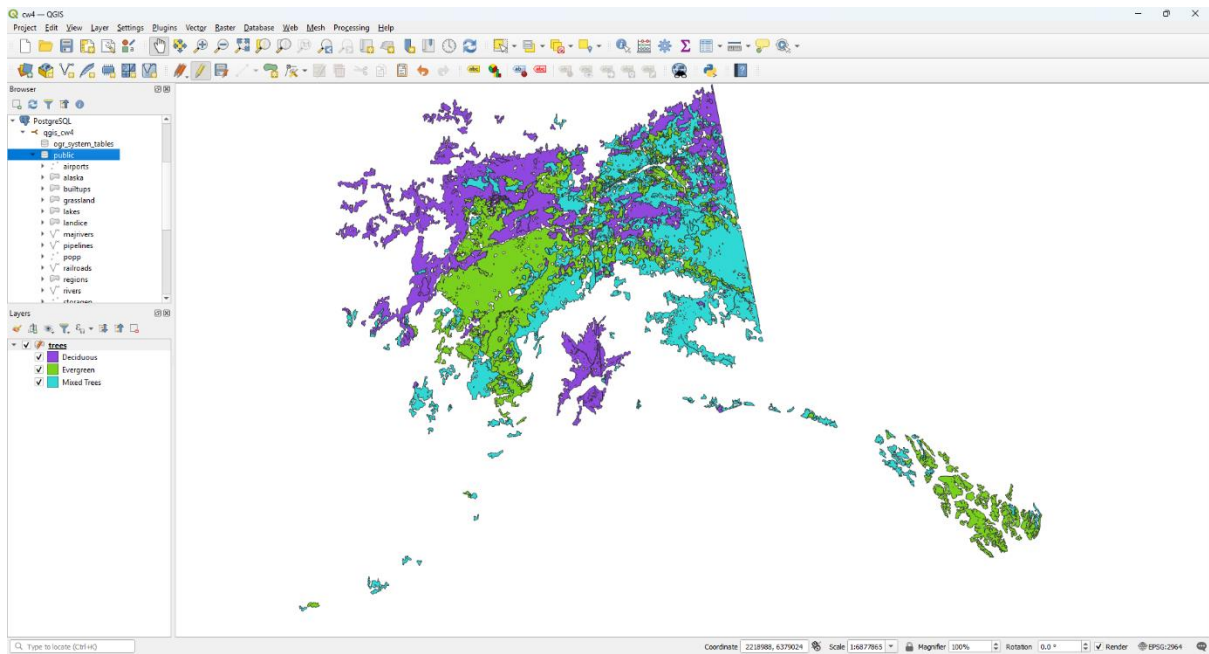 cw4 — QGIS
Project Edit View Layer Settings Plugins Vector Raster Database Web Mesh Processing Help
Browser
PostgreSQL
qgis_cw4
ogr_system_tables
public
airports
alaska
builtups
grassland
lakes
landice
majrivers
pipelines
popp
railroads
regions
rivers
Layers
trees
Deciduous
Evergreen
Mixed Trees
Type to locate (Ctrl+K) Coordinate 2218988, 6379024 Scale 1:6877865 Magnifier 100% Rotation 0.0 ° Render EPSG:2964